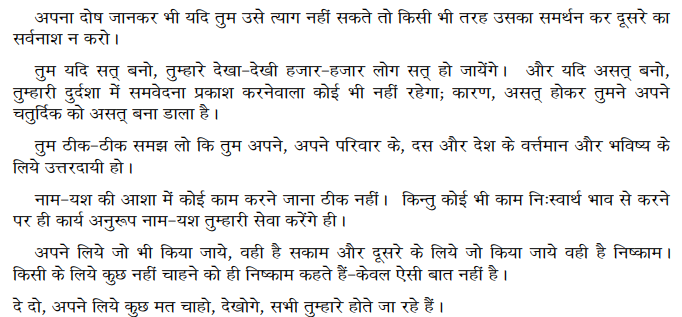 अपना दोष जानकर भी यदि तुम उसे त्याग नहीं सकते तो किसी भी तरह उसका समर्थन कर दूसरे का
सर्वनाश न करो।
तुम यदि सत् बनो, तुम्हारे देखा-देखी हजार-हजार लोग सत् हो जायेंगे। और यदि असत् बनो,
तुम्हारी दुर्दशा में समवेदना प्रकाश करनेवाला कोई भी नहीं रहेगा; कारण, असत् होकर तुमने अपने
चतुर्दिक को असत् बना डाला है।
तुम ठीक-ठीक समझ लो कि तुम अपने, अपने परिवार के, दस और देश के वर्त्तमान और भविष्य के
लिये उत्तरदायी हो।
नाम-यश की आशा में कोई काम करने जाना ठीक नहीं। किन्तु कोई भी काम निःस्वार्थ भाव से करने
पर ही कार्य अनुरूप नाम-यश तुम्हारी सेवा करेंगे ही।
अपने लिये जो भी किया जाये, वही है सकाम और दूसरे के लिये जो किया जाये वही है निष्काम।
किसी के लिये कुछ नहीं चाहने को ही निष्काम कहते हैं-केवल ऐसी बात नहीं है।
दे दो, अपने लिये कुछ मत चाहो, देखोगे, सभी तुम्हारे होते जा रहे हैं।